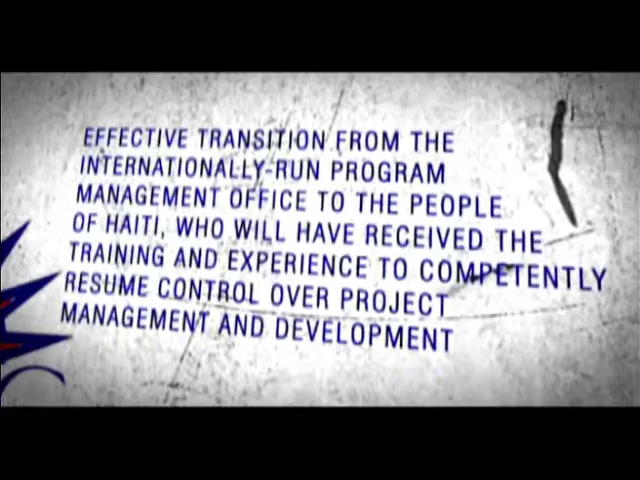 EFFECTIVE TRANSITION FROM THE
INTERNATIONALLY-RUN PROGRAM
MANAGEMENT OFFICE TO THE PEOPLE
OF HAITI, WHO WILL HAVE RECEIVED THE
TRAINING AND EXPERIENCE TO COMPETENTLY
RESUME CONTROL OVER PROJECT
MANAGEMENT AND DEVELOPMENT